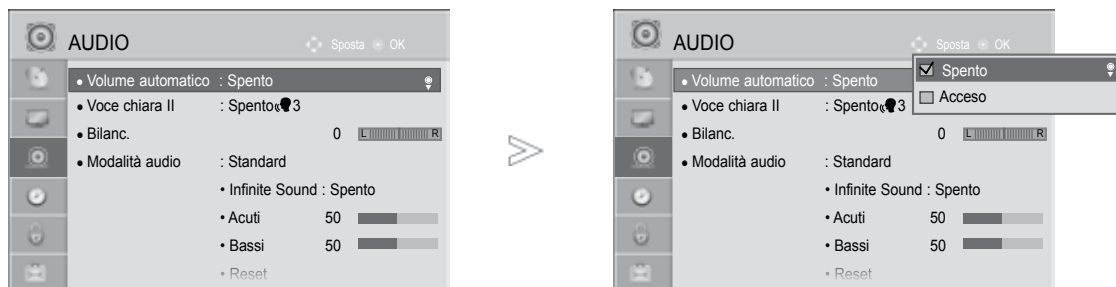 AUDIO
Sposta OK
• Volume automatico : Spento
• Voce chiara II : Spento 3
• Bilanc. 0 L R
• Modalità audio : Standard
• Infinite Sound : Spento
• Acuti 50
• Bassi 50
• Reset
AUDIO
Sposta OK
• Volume automatico : Spento
• Voce chiara II : Spento 3
• Bilanc. 0 L R
• Modalità audio : Standard
• Infinite Sound : Spento
• Acuti 50
• Bassi 50
• Reset
Spento
Acceso